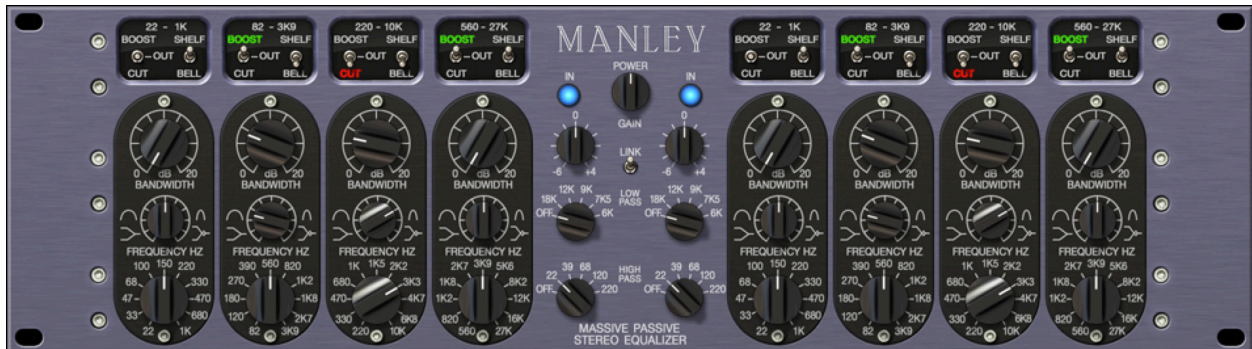 22 - 1K
BOOST SHELF
OUT
CUT BELL
82 - 3K9
BOOST SHELF
OUT
CUT BELL
220 - 10K
BOOST SHELF
OUT
CUT BELL
560 - 27K
BOOST SHELF
OUT
CUT BELL
MANLEY
POWER
IN IN
GAIN
0 0
-6 +4 -6 +4
LINK
LOW
PASS
OFF 18K 12K 9K 7K5 6K
OFF 18K 12K 9K 7K5 6K
HIGH
PASS
OFF 22 39 68 120 220
OFF 22 39 68 120 220
MASSIVE PASSIVE
STEREO EQUALIZER
22 - 1K
BOOST SHELF
OUT
CUT BELL
82 - 3K9
BOOST SHELF
OUT
CUT BELL
220 - 10K
BOOST SHELF
OUT
CUT BELL
560 - 27K
BOOST SHELF
OUT
CUT BELL
0 dB 20
BANDWIDTH
FREQUENCY HZ
22 33 47 68 100 150 220 330 470 680 1K
0 dB 20
BANDWIDTH
FREQUENCY HZ
82 120 180 270 390 560 820 1K2 1K8 2K7 3K9
0 dB 20
BANDWIDTH
FREQUENCY HZ
220 330 470 680 1K 1K5 2K2 3K3 4K7 6K8 10K
0 dB 20
BANDWIDTH
FREQUENCY HZ
560 820 1K2 1K8 2K7 3K9 5K6 8K2 12K 16K 27K
0 dB 20
BANDWIDTH
FREQUENCY HZ
22 33 47 68 100 150 220 330 470 680 1K
0 dB 20
BANDWIDTH
FREQUENCY HZ
82 120 180 270 390 560 820 1K2 1K8 2K7 3K9
0 dB 20
BANDWIDTH
FREQUENCY HZ
220 330 470 680 1K 1K5 2K2 3K3 4K7 6K8 10K
0 dB 20
BANDWIDTH
FREQUENCY HZ
560 820 1K2 1K8 2K7 3K9 5K6 8K2 12K 16K 27K